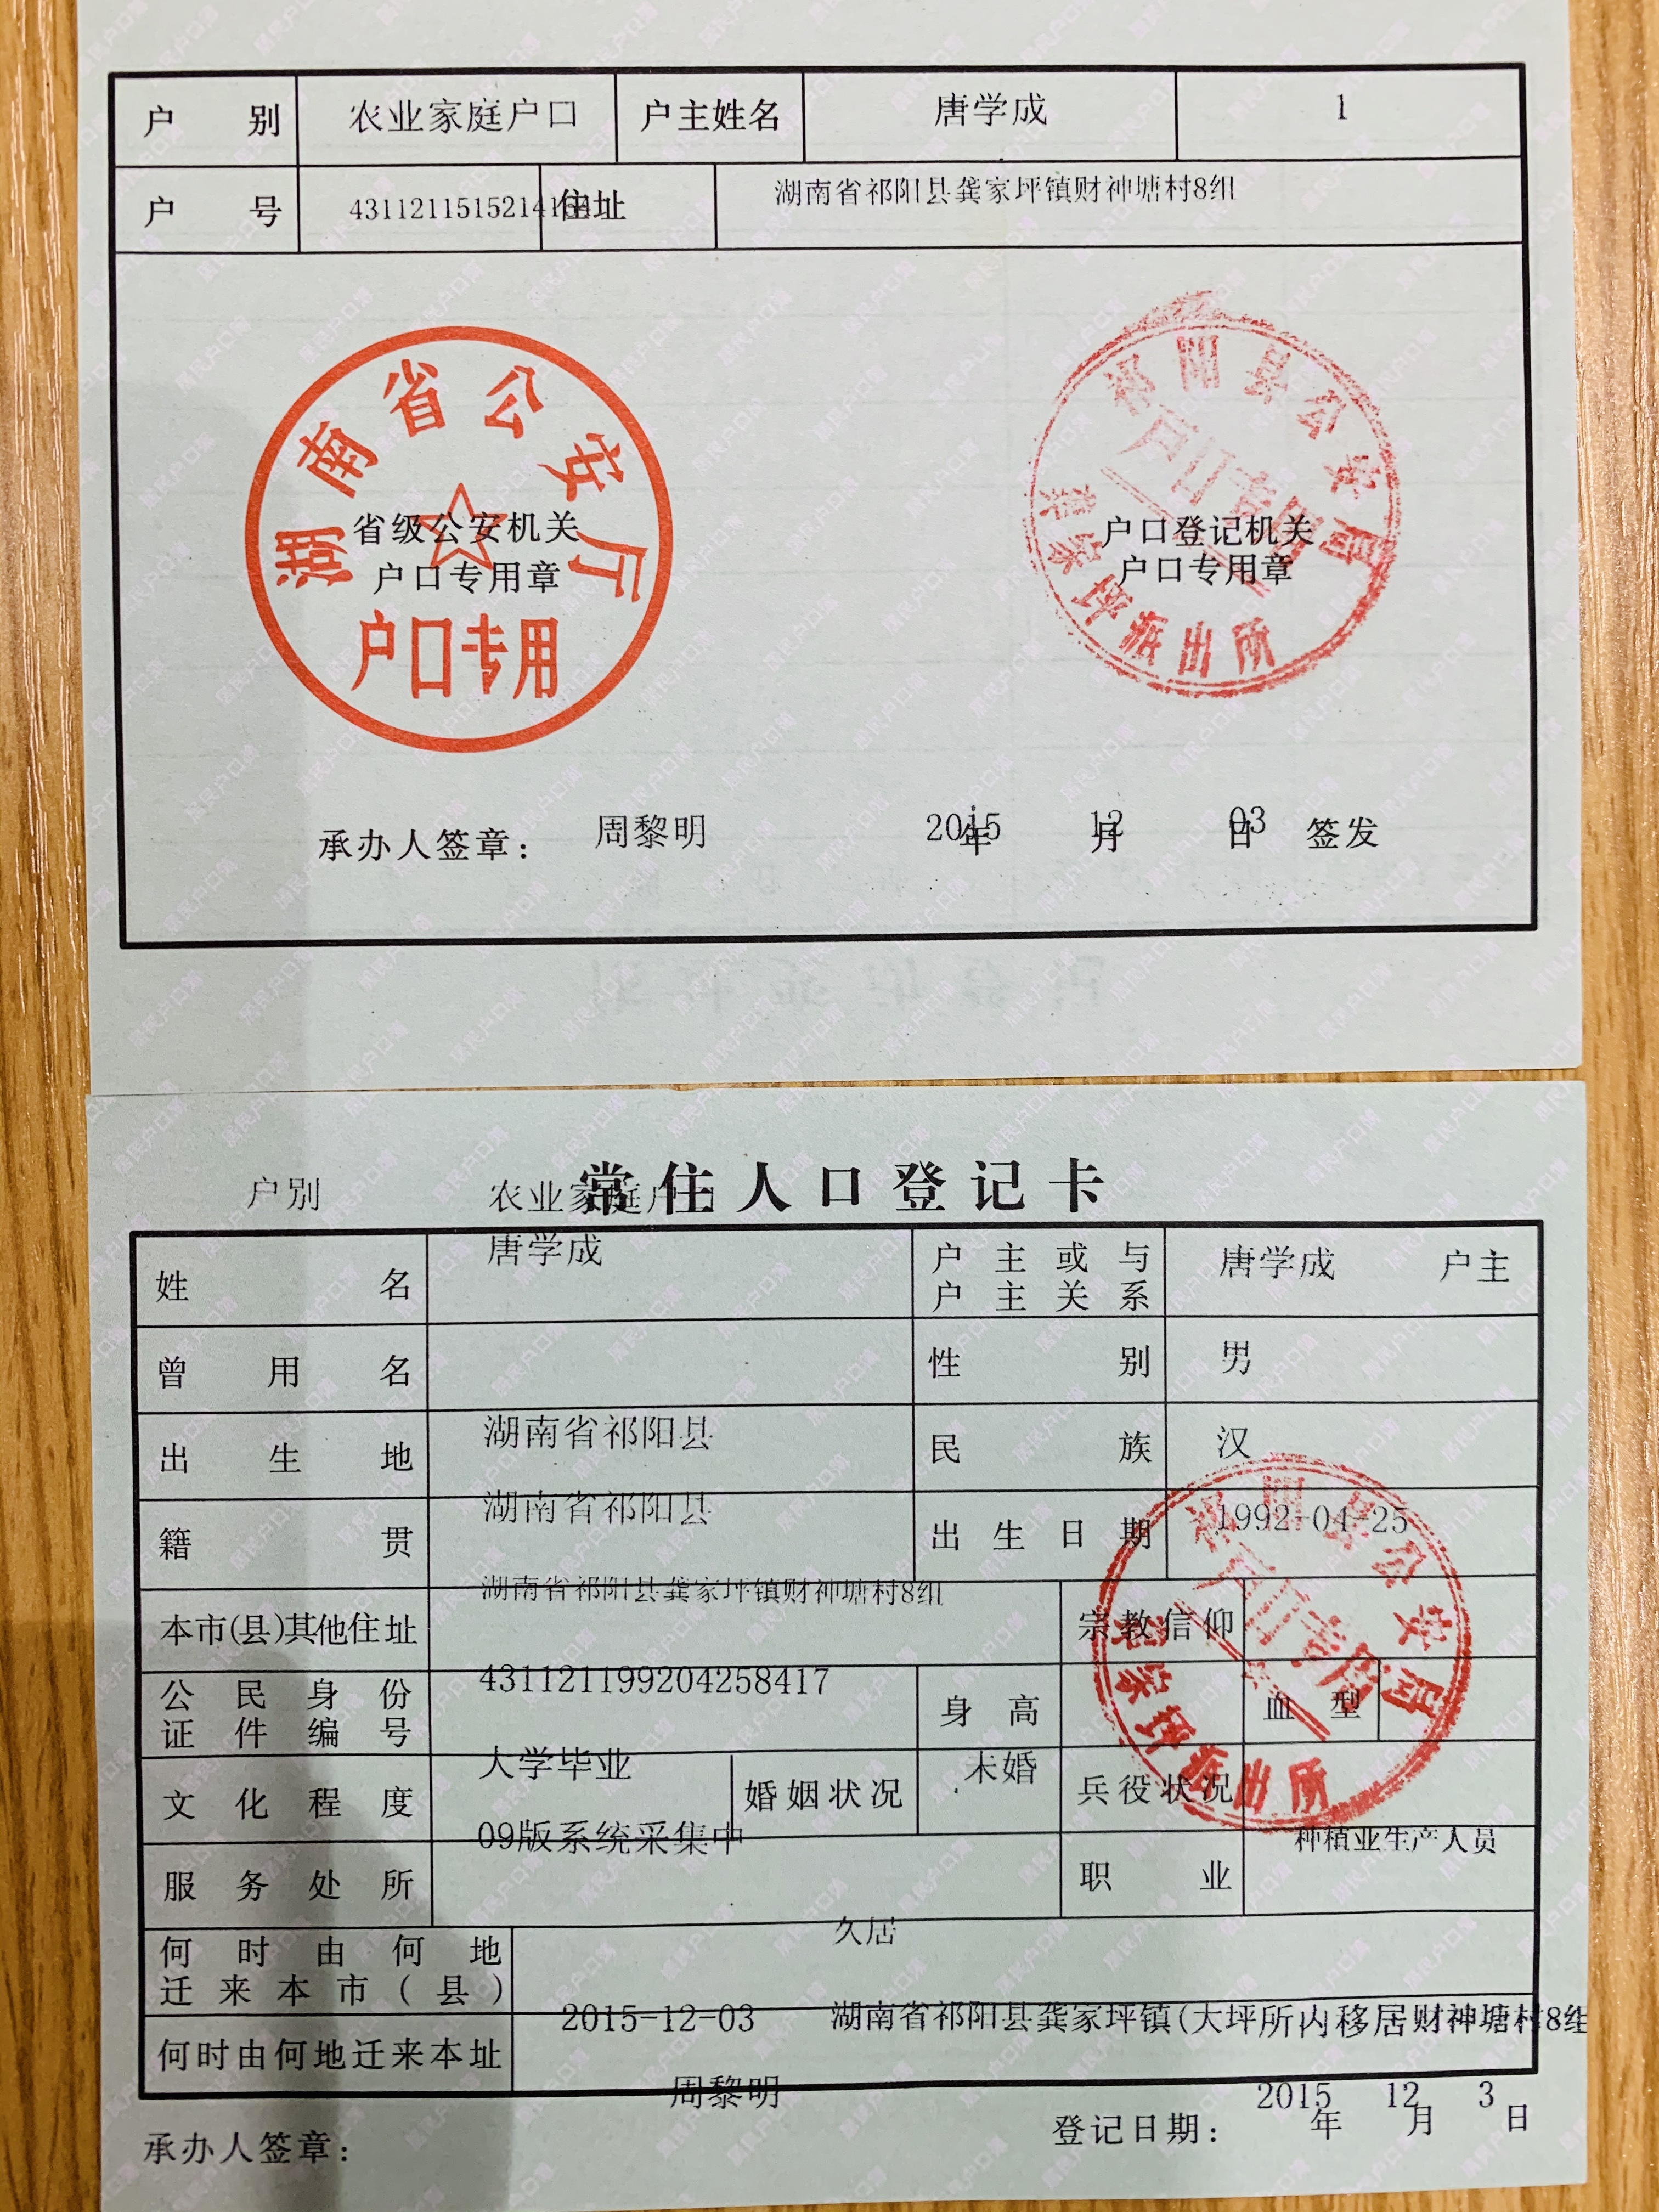 户别 农业家庭户口 户主姓名 唐学成 1
户号 住址 湖南省祁阳县龚家坪镇财神塘村8组
湖南省公安厅
户口专用
省级公安机关
户口专用章
祁阳县公安局
龚家坪派出所
户口专用
户口登记机关
户口专用章
承办人签章： 周黎明 2015年 12月 03日 签发
常住人口登记卡
户别 农业家庭户口
姓名 唐学成 户主或与户主关系 唐学成 户主
曾用名 性别 男
出生地 湖南省祁阳县 民族 汉
籍贯 湖南省祁阳县 出生日期 1992-04-25
本市(县)其他住址 湖南省祁阳县龚家坪镇财神塘村8组 宗教信仰
公民身份证件编号 431121199204258417 身高 血型
文化程度 大学毕业 婚姻状况 未婚 兵役状况
服务处所 09版系统采集中 职业 种植业生产人员
何时由何地迁来本市(县) 久居
何时由何地迁来本址 2015-12-03 湖南省祁阳县龚家坪镇(大坪所内移居财神塘村8组
祁阳县公安局
龚家坪派出所
户口专用
承办人签章： 周黎明 登记日期： 2015年 12月 3日